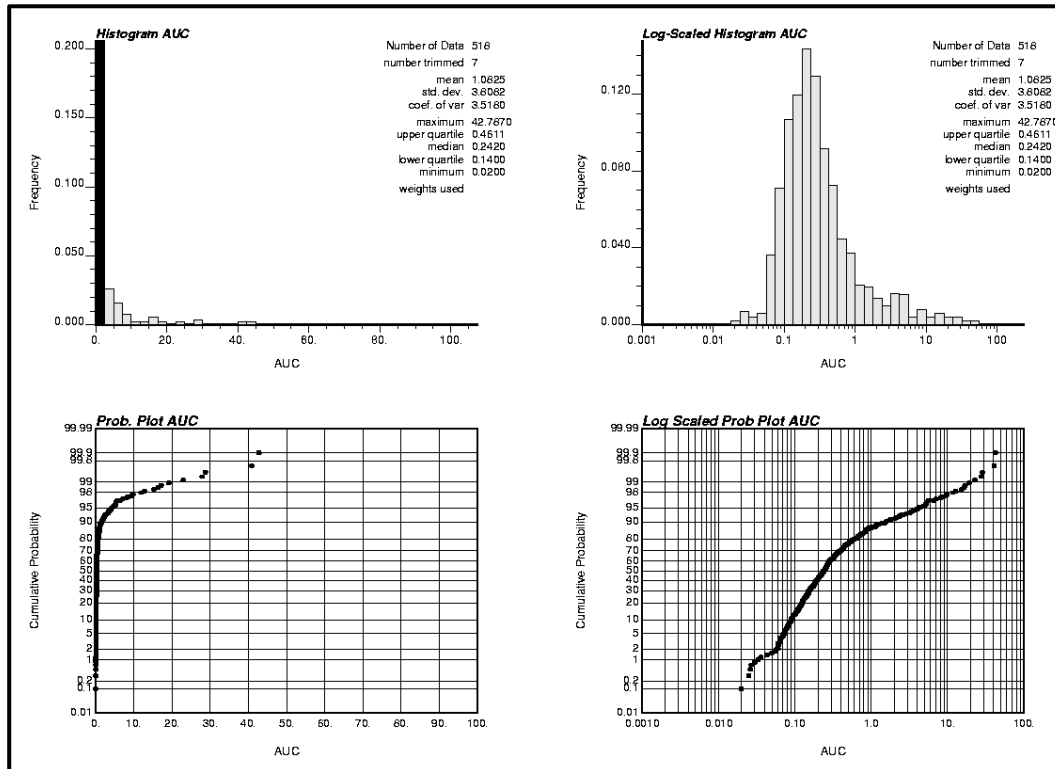 Histogram AUC
Frequency
0.200
0.150
0.100
0.050
0.000
0. 20. 40. 60. 80. 100.
AUC
Number of Data 518
number trimmed 7
mean 1.0825
std. dev. 3.8082
coef. of var 3.5180
maximum 42.7870
upper quartile 0.4611
median 0.2420
lower quartile 0.1400
minimum 0.0200
weights used
Log-Scaled Histogram AUC
Frequency
0.120
0.080
0.040
0.000
0.001 0.01 0.1 1 10 100
AUC
Number of Data 518
number trimmed 7
mean 1.0825
std. dev. 3.8082
coef. of var 3.5180
maximum 42.7870
upper quartile 0.4611
median 0.2420
lower quartile 0.1400
minimum 0.0200
weights used
Prob. Plot AUC
Cumulative Probability
99.99
99.9
99.8
99
98
95
90
80
70
60
50
40
30
20
10
5
2
1
0.2
0.1
0.01
0. 10. 20. 30. 40. 50. 60. 70. 80. 90. 100.
AUC
Log Scaled Prob Plot AUC
Cumulative Probability
99.99
99.9
99.8
99
98
95
90
80
70
60
50
40
30
20
10
5
2
1
0.2
0.1
0.01
0.0010 0.010 0.10 1.0 10. 100.
AUC